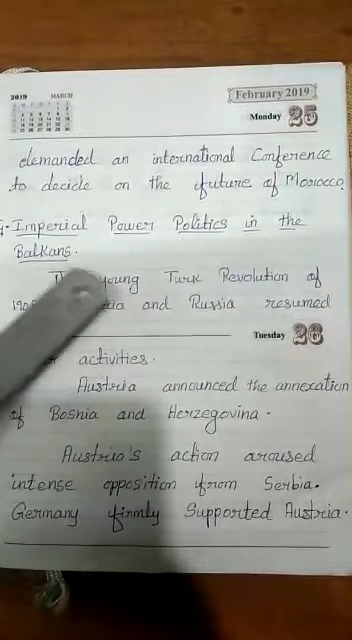 2019 MARCH
February 2019
Monday 25
demanded an international Conference
to decide on the future of Morocco.
Imperial Power Politics in the
Balkans.
young Turk Revolution of
and Russia resumed
Tuesday 26
activities.
Austria announced the annexation
of Bosnia and Herzegovina.
Austria's action aroused
intense opposition from Serbia.
Germany firmly Supported Austria.